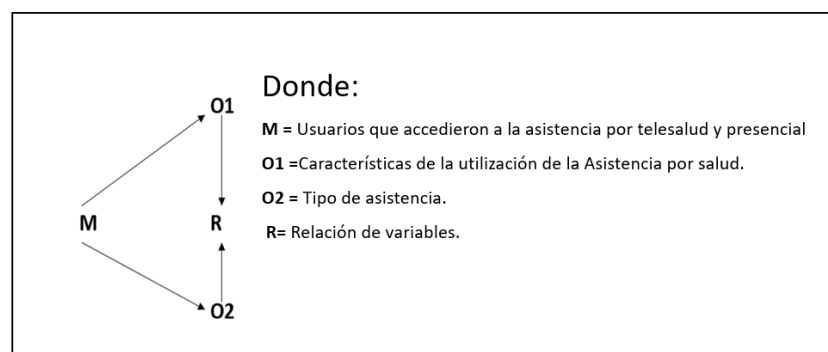 Donde:
O1
M = Usuarios que accedieron a la asistencia por telesalud y presencial
O1 =Características de la utilización de la Asistencia por salud.
O2 = Tipo de asistencia.
M
R
R= Relación de variables.
O2